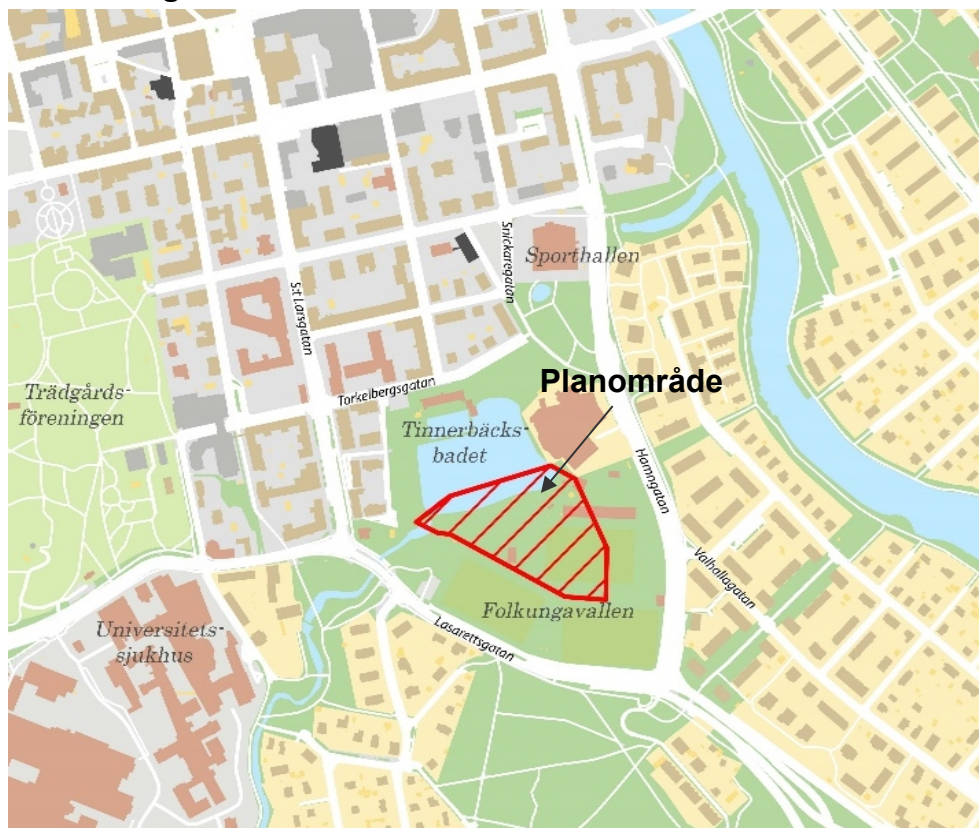 Snickaregatan
Sporthallen
S:t Larsgatan
Trädgårds-
föreningen
Torkelbergsgatan
Planområde
Tinnerbäcks-
badet
Hamngatan
Valhallagatan
Folkungavallen
Lasarettsgatan
Universitets-
sjukhus